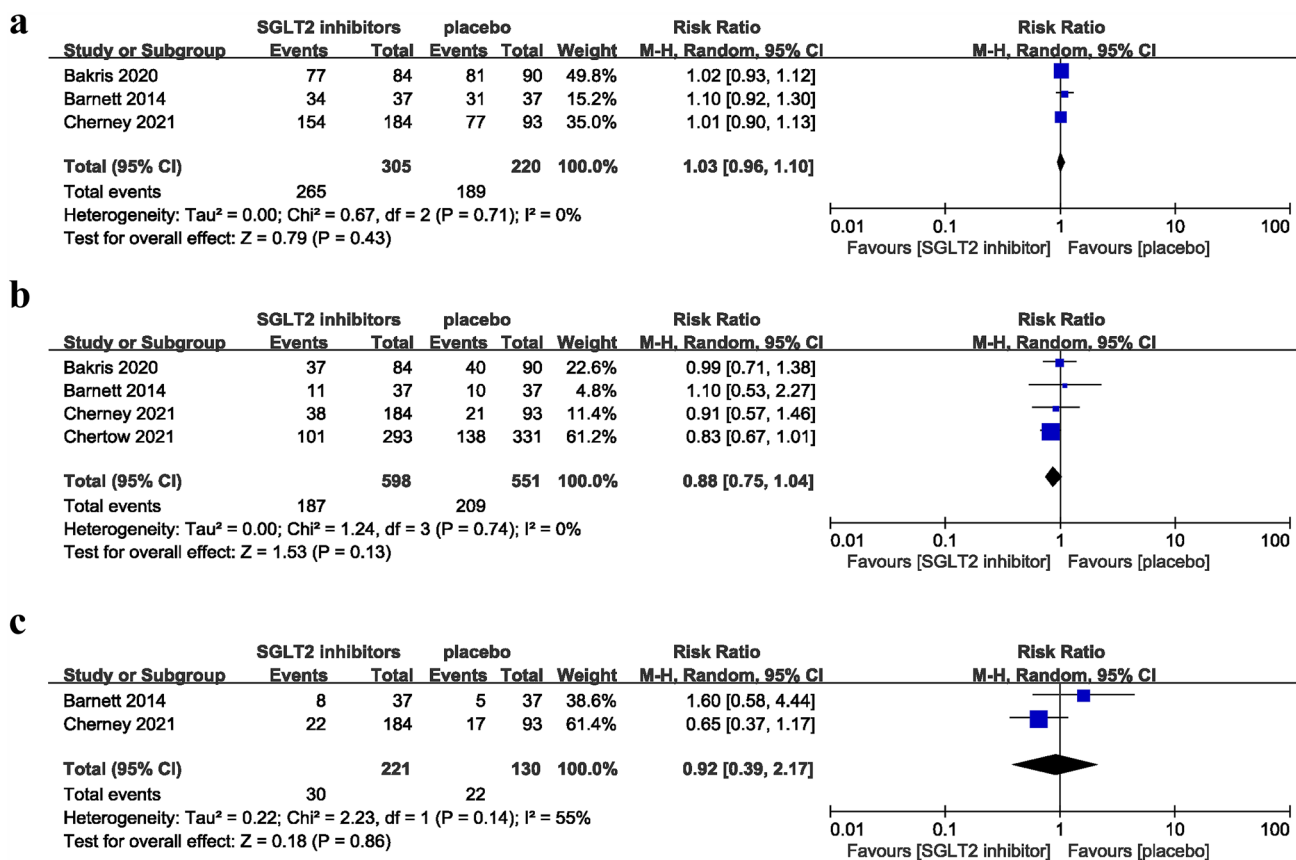 a
SGLT2 inhibitors placebo Risk Ratio Risk Ratio
Study or Subgroup Events Total Events Total Weight M-H, Random, 95% CI M-H, Random, 95% CI
Bakris 2020 77 84 81 90 49.8% 1.02 [0.93, 1.12]
Barnett 2014 34 37 31 37 15.2% 1.10 [0.92, 1.30]
Cherney 2021 154 184 77 93 35.0% 1.01 [0.90, 1.13]
Total (95% CI) 305 220 100.0% 1.03 [0.96, 1.10]
Total events 265 189
Heterogeneity: Tau² = 0.00; Chi² = 0.67, df = 2 (P = 0.71); I² = 0%
Test for overall effect: Z = 0.79 (P = 0.43)
0.01 0.1 1 10 100
Favours [SGLT2 inhibitor] Favours [placebo]
b
SGLT2 inhibitors placebo Risk Ratio Risk Ratio
Study or Subgroup Events Total Events Total Weight M-H, Random, 95% CI M-H, Random, 95% CI
Bakris 2020 37 84 40 90 22.6% 0.99 [0.71, 1.38]
Barnett 2014 11 37 10 37 4.8% 1.10 [0.53, 2.27]
Cherney 2021 38 184 21 93 11.4% 0.91 [0.57, 1.46]
Chertow 2021 101 293 138 331 61.2% 0.83 [0.67, 1.01]
Total (95% CI) 598 551 100.0% 0.88 [0.75, 1.04]
Total events 187 209
Heterogeneity: Tau² = 0.00; Chi² = 1.24, df = 3 (P = 0.74); I² = 0%
Test for overall effect: Z = 1.53 (P = 0.13)
0.01 0.1 1 10 100
Favours [SGLT2 inhibitor] Favours [placebo]
c
SGLT2 inhibitors placebo Risk Ratio Risk Ratio
Study or Subgroup Events Total Events Total Weight M-H, Random, 95% CI M-H, Random, 95% CI
Barnett 2014 8 37 5 37 38.6% 1.60 [0.58, 4.44]
Cherney 2021 22 184 17 93 61.4% 0.65 [0.37, 1.17]
Total (95% CI) 221 130 100.0% 0.92 [0.39, 2.17]
Total events 30 22
Heterogeneity: Tau² = 0.22; Chi² = 2.23, df = 1 (P = 0.14); I² = 55%
Test for overall effect: Z = 0.18 (P = 0.86)
0.01 0.1 1 10 100
Favours [SGLT2 inhibitor] Favours [placebo]